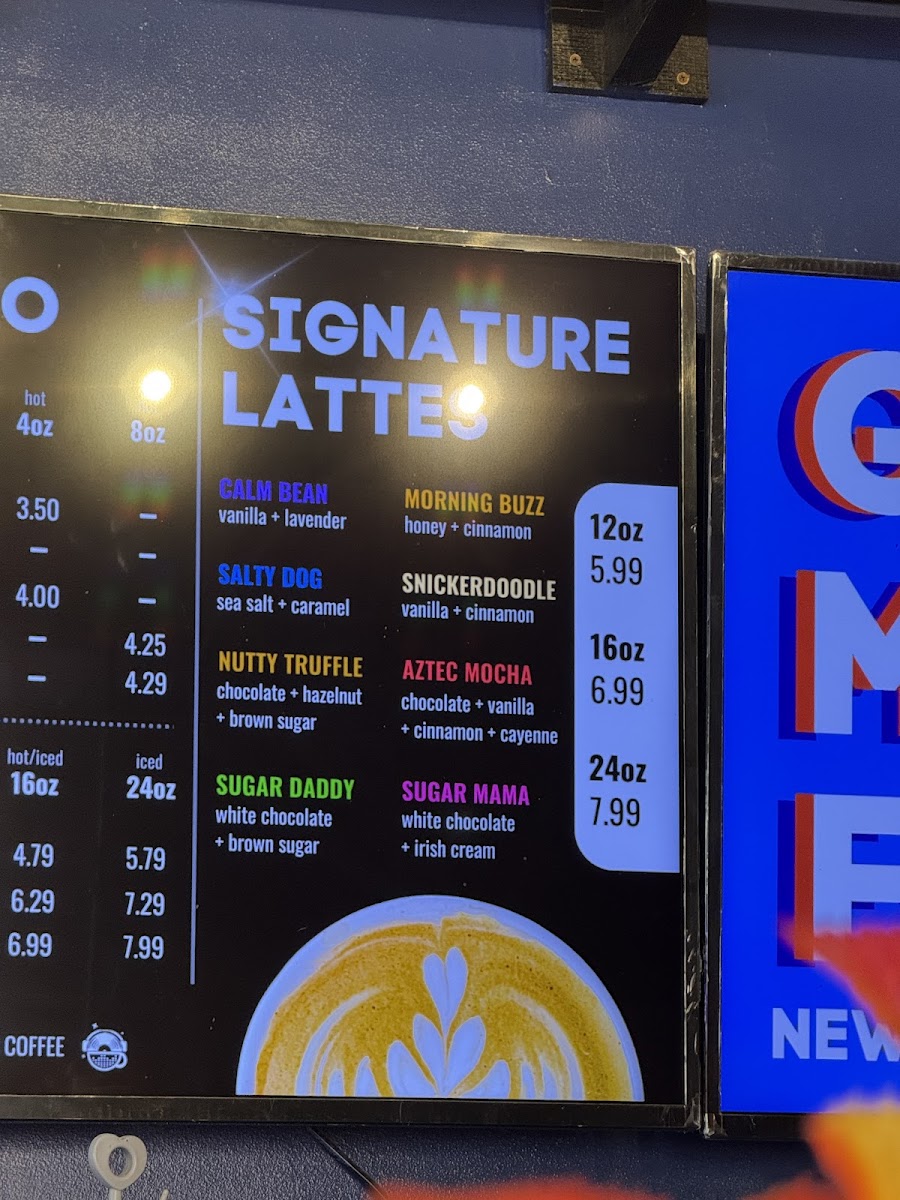 O
hot
4oz
8oz
3.50
–
–
–
4.00
–
–
4.25
–
4.29
hot/iced
16oz
iced
24oz
4.79
5.79
6.29
7.29
6.99
7.99
COFFEE
SIGNATURE
LATTES
CALM BEAN
vanilla + lavender
SALTY DOG
sea salt + caramel
NUTTY TRUFFLE
chocolate + hazelnut
+ brown sugar
SUGAR DADDY
white chocolate
+ brown sugar
MORNING BUZZ
honey + cinnamon
SNICKERDOODLE
vanilla + cinnamon
AZTEC MOCHA
chocolate + vanilla
+ cinnamon + cayenne
SUGAR MAMA
white chocolate
+ irish cream
12oz
5.99
16oz
6.99
24oz
7.99
G
M
E
NEW